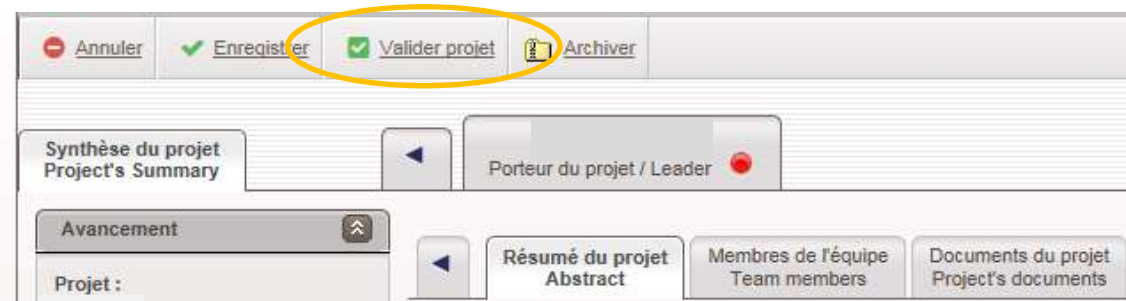 Annuler Enregistrer Valider projet Archiver
Synthèse du projet
Project's Summary
Porteur du projet / Leader
Avancement
Résumé du projet
Abstract
Membres de l'équipe
Team members
Documents du projet
Project's documents
Projet :